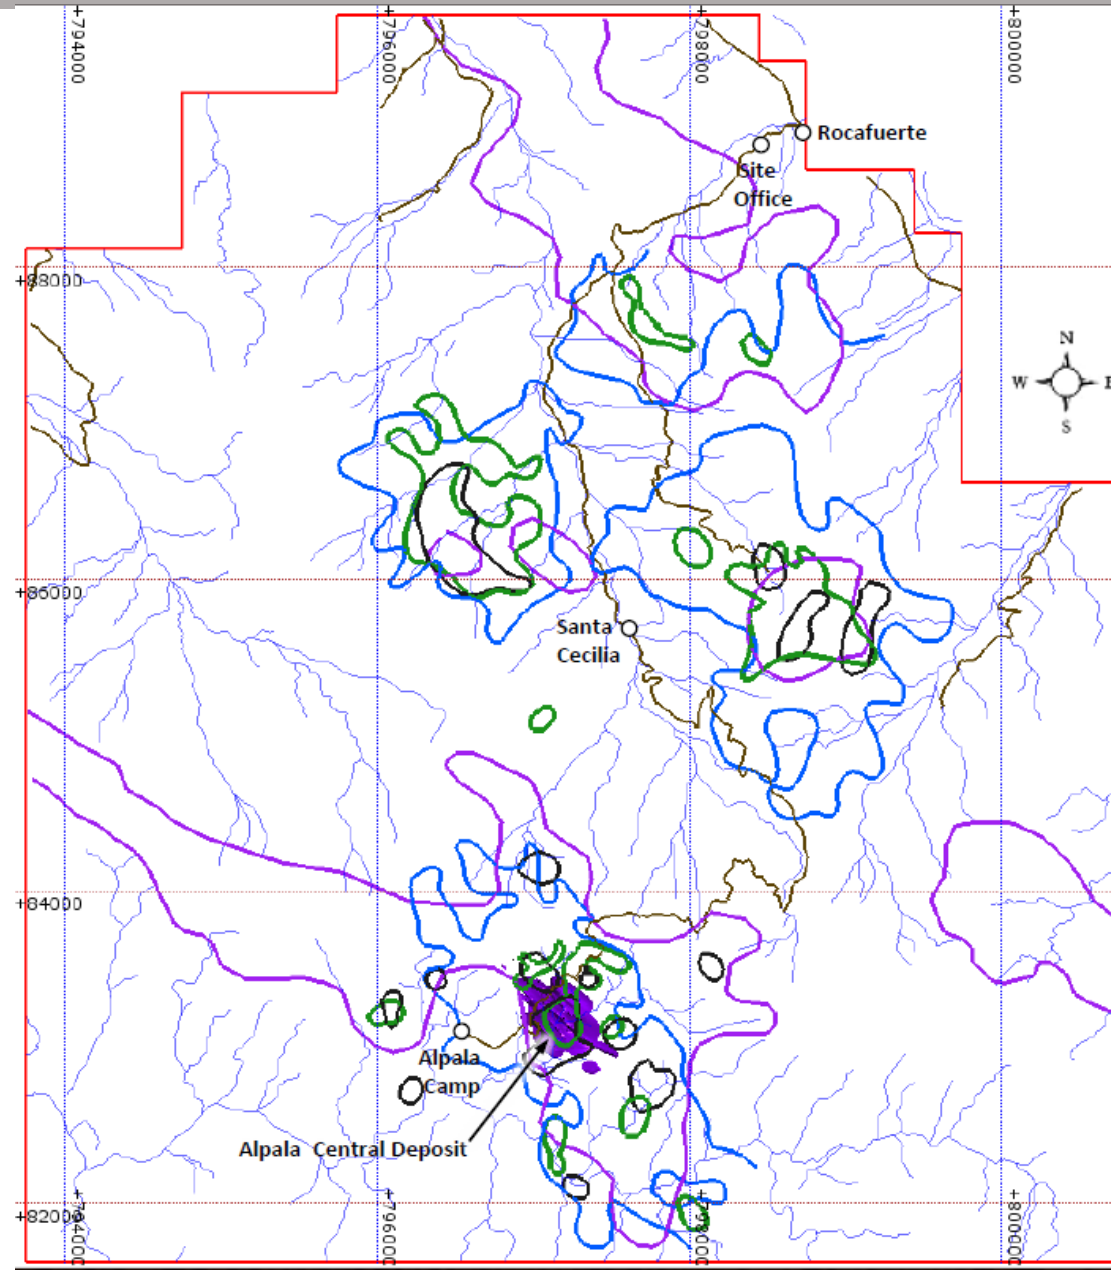 +794000
+796000
+798000
+800000
Rocafuerte
Site
Office
+88000
N
W
E
S
+85000
Santa
Cecilia
+84000
Alpala
Camp
Alpala Central Deposit
+82000
+794000
+796000
+798000
+800000